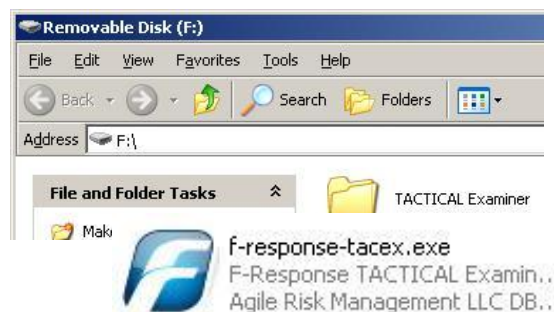 Removable Disk (F:)
File Edit View Favorites Tools Help
Back Search Folders
Address F:\
File and Folder Tasks
TACTICAL Examiner
f-response-tacex.exe
F-Response TACTICAL Examin..
Agile Risk Management LLC DB..